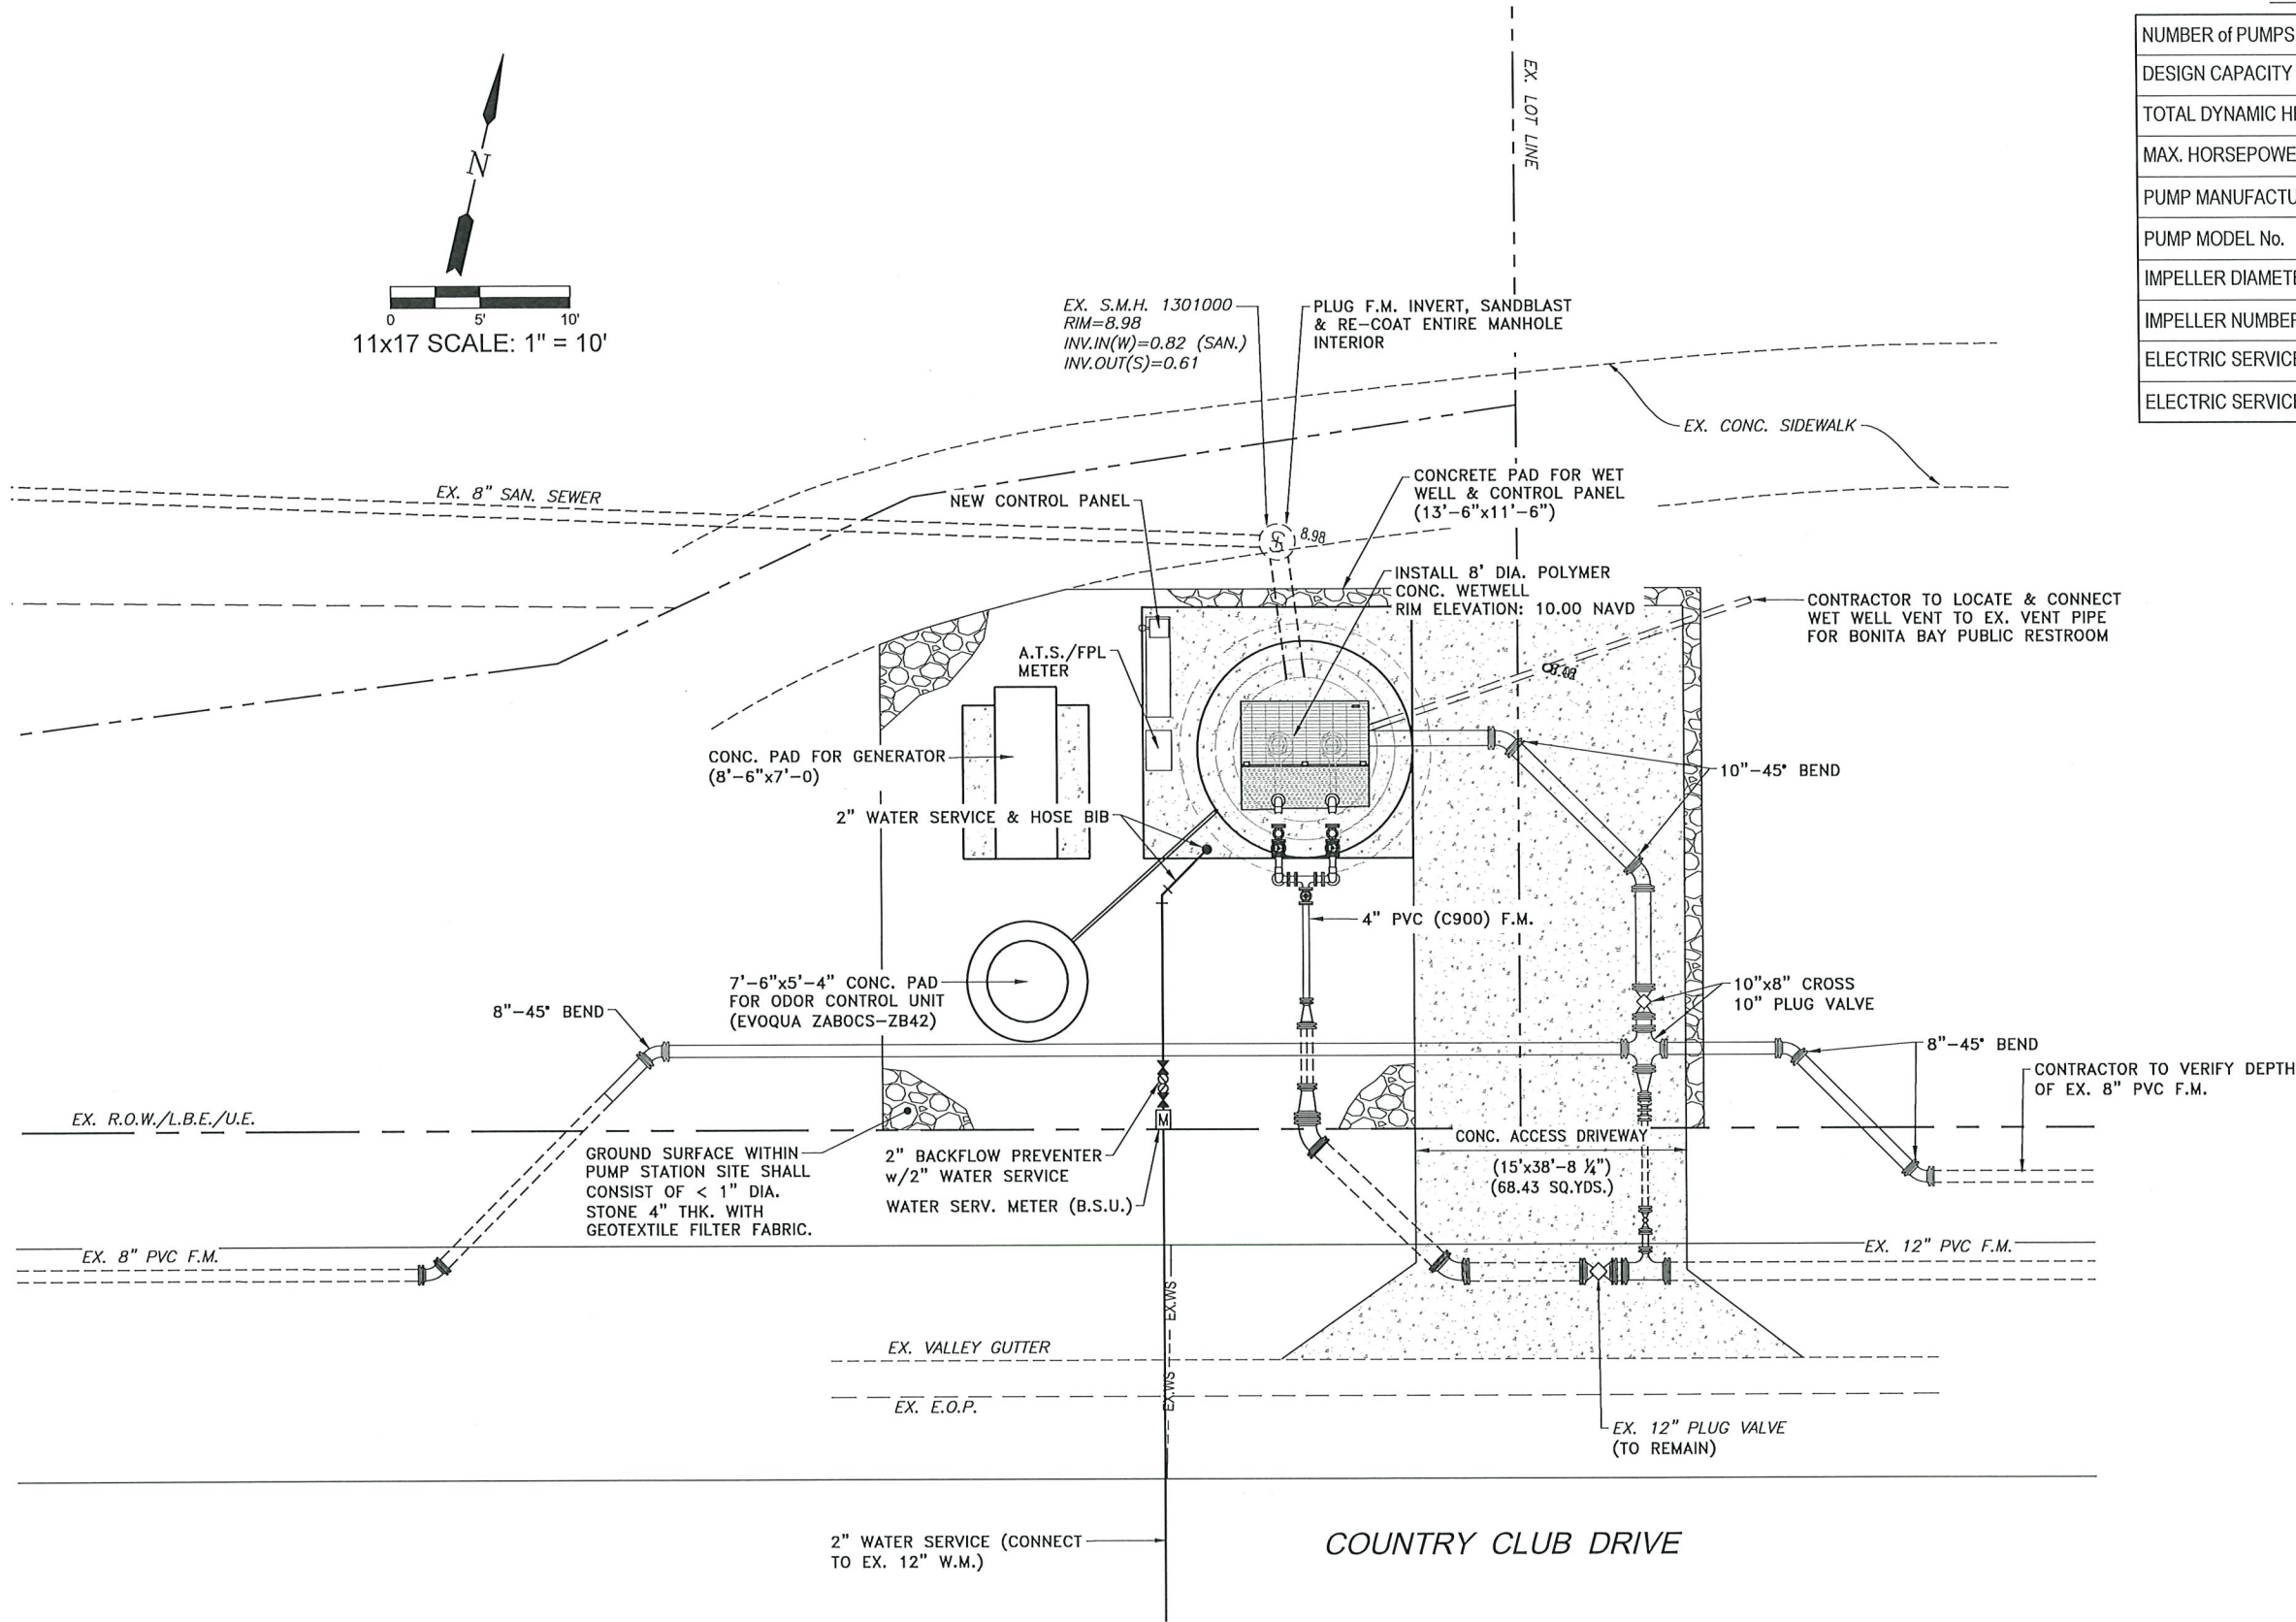 NUMBER of PUMPS
DESIGN CAPACITY
TOTAL DYNAMIC
MAX.
PUMP
PUMP MODEL No.
IMPELLER
IMPELLER
ELECTRIC
ELECTRIC
EX. LOT LINE
N
0 5' 10'
11x17 SCALE: 1" = 10'
EX. S.M.H. 1301000
RIM=8.98
INV.IN(W)=0.82 (SAN.)
INV.OUT(S)=0.61
PLUG F.M. INVERT, SANDBLAST
& RE-COAT ENTIRE MANHOLE
INTERIOR
EX. CONC. SIDEWALK
EX. 8" SAN. SEWER
NEW CONTROL PANEL
CONCRETE PAD FOR WET
WELL & CONTROL PANEL
(13'-6"x11'-6")
8.98
INSTALL 8' DIA. POLYMER
CONC. WETWELL
RIM ELEVATION: 10.00 NAVD
CONTRACTOR TO LOCATE & CONNECT
WET WELL VENT TO EX. VENT PIPE
FOR BONITA BAY PUBLIC RESTROOM
A.T.S./FPL
METER
CONC. PAD FOR GENERATOR
(8'-6"x7'-0)
10"-45° BEND
2" WATER SERVICE & HOSE BIB
4" PVC (C900) F.M.
7'-6"x5'-4" CONC. PAD
FOR ODOR CONTROL UNIT
(EVOQUA ZABOCS-ZB42)
10"x8" CROSS
10" PLUG VALVE
8"-45° BEND
8"-45° BEND
CONTRACTOR TO VERIFY DEPTH
OF EX. 8" PVC F.M.
EX. R.O.W./L.B.E./U.E.
M
GROUND SURFACE WITHIN
PUMP STATION SITE SHALL
CONSIST OF < 1" DIA.
STONE 4" THK. WITH
GEOTEXTILE FILTER FABRIC.
2" BACKFLOW PREVENTER
w/2" WATER SERVICE
WATER SERV. METER (B.S.U.)
CONC. ACCESS DRIVEWAY
(15'x38'-8 ¼")
(68.43 SQ.YDS.)
EX. 8" PVC F.M.
EX. 12" PVC F.M.
EX.WS
EX.WS
EX. VALLEY GUTTER
EX. E.O.P.
EX. 12" PLUG VALVE
(TO REMAIN)
2" WATER SERVICE (CONNECT
TO EX. 12" W.M.)
COUNTRY CLUB DRIVE